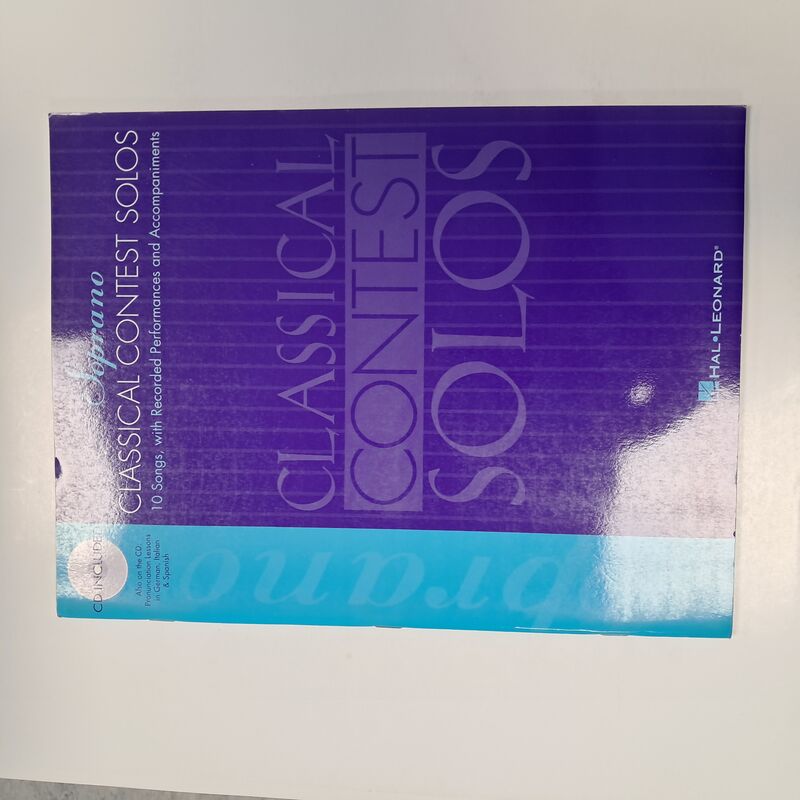 Soprano
CLASSICAL CONTEST SOLOS
10 Songs, with Recorded Performances and Accompaniments
CD INCLUDED
Also on the CD:
Pronunciation Lessons
in German, Italian
& Spanish
CLASSICAL
CONTEST
SOLOS
prano
HAL•LEONARD®